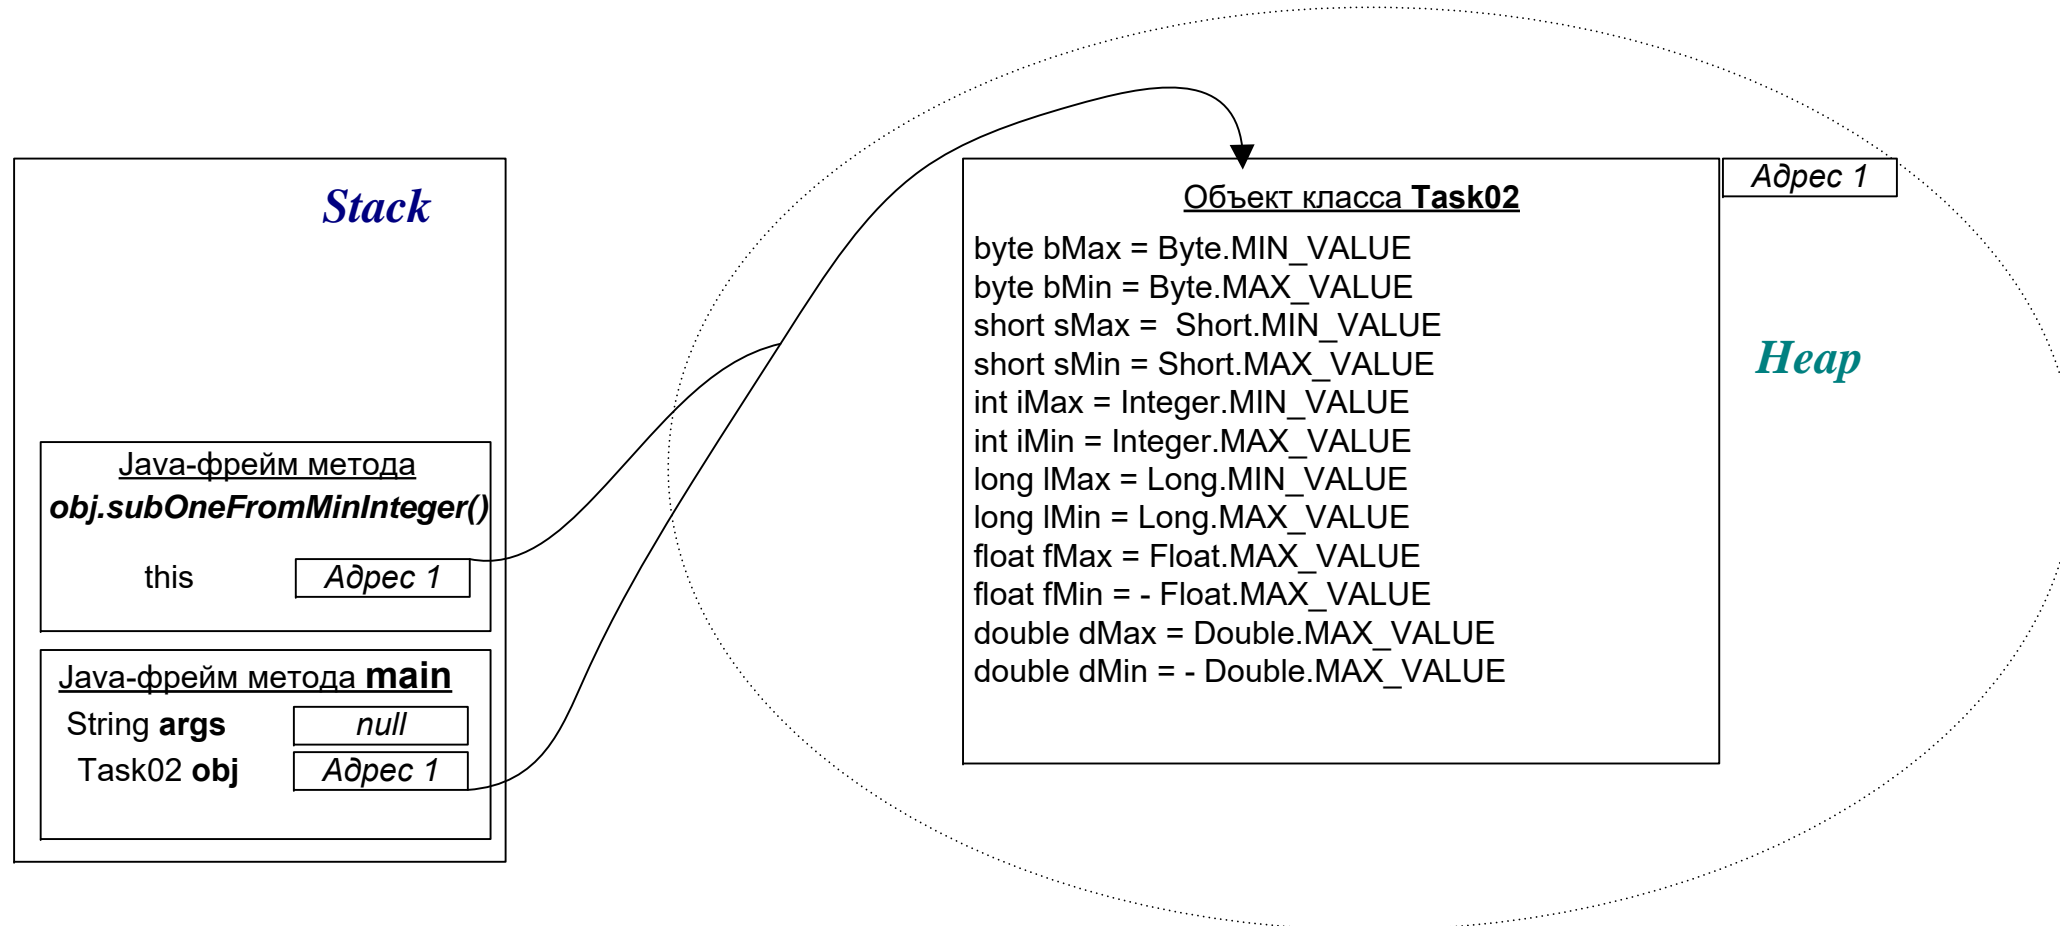 Stack
Java-фрейм метода
obj.subOneFromMinInteger()
this Адрес 1
Java-фрейм метода main
String args null
Task02 obj Адрес 1
Объект класса Task02
Адрес 1
byte bMax = Byte.MIN_VALUE
byte bMin = Byte.MAX_VALUE
short sMax = Short.MIN_VALUE
short sMin = Short.MAX_VALUE
int iMax = Integer.MIN_VALUE
int iMin = Integer.MAX_VALUE
long lMax = Long.MIN_VALUE
long lMin = Long.MAX_VALUE
float fMax = Float.MAX_VALUE
float fMin = - Float.MAX_VALUE
double dMax = Double.MAX_VALUE
double dMin = - Double.MAX_VALUE
Heap